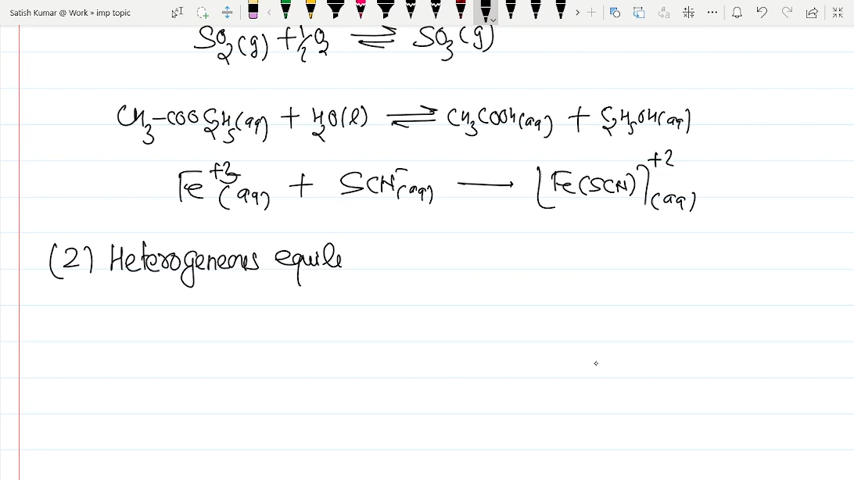 Satish Kumar @ Work » imp topic
SO₂(g) + 1/2 O₂ ⇌ SO₃(g)
CH₃-COOC₂H₅(aq) + H₂O(l) ⇌ CH₃COOH(aq) + C₂H₅OH(aq)
Fe⁺³(aq) + SCN⁻(aq) → [Fe(SCN)]⁺²(aq)
(2) Heterogeneous equile